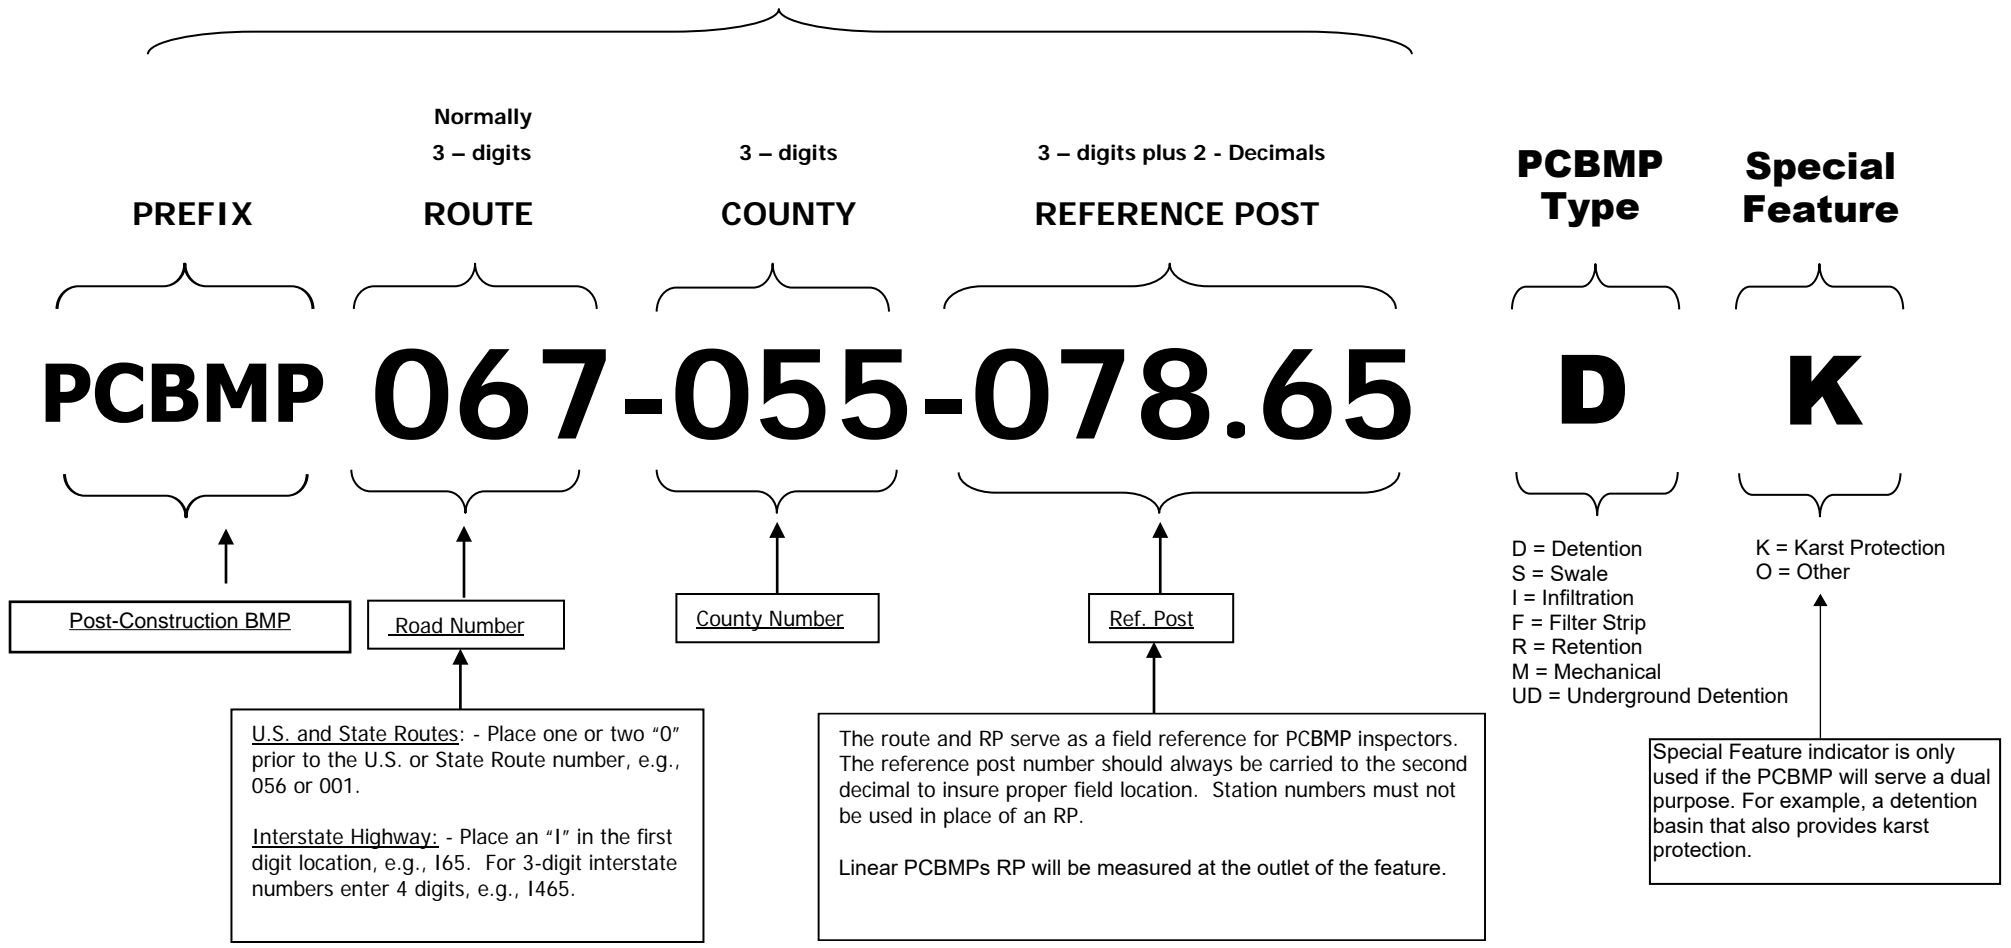 Normally
3 – digits
3 – digits
3 – digits plus 2 - Decimals
PCBMP
Type
Special
Feature
PREFIX
ROUTE
COUNTY
REFERENCE POST
PCBMP 067-055-078.65 D K
Post-Construction BMP
Road Number
County Number
Ref. Post
D = Detention
S = Swale
I = Infiltration
F = Filter Strip
R = Retention
M = Mechanical
UD = Underground Detention
K = Karst Protection
O = Other
U.S. and State Routes: - Place one or two “0”
prior to the U.S. or State Route number, e.g.,
056 or 001.
Interstate Highway: - Place an “I” in the first
digit location, e.g., I65. For 3-digit interstate
numbers enter 4 digits, e.g., I465.
The route and RP serve as a field reference for PCBMP inspectors.
The reference post number should always be carried to the second
decimal to insure proper field location. Station numbers must not
be used in place of an RP.
Linear PCBMPs RP will be measured at the outlet of the feature.
Special Feature indicator is only
used if the PCBMP will serve a dual
purpose. For example, a detention
basin that also provides karst
protection.